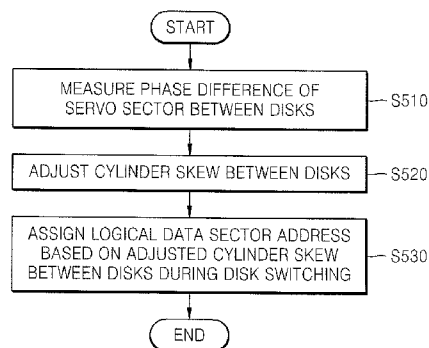 START
MEASURE PHASE DIFFERENCE OF
SERVO SECTOR BETWEEN DISKS
S510
ADJUST CYLINDER SKEW BETWEEN DISKS
S520
ASSIGN LOGICAL DATA SECTOR ADDRESS
BASED ON ADJUSTED CYLINDER SKEW
BETWEEN DISKS DURING DISK SWITCHING
S530
END